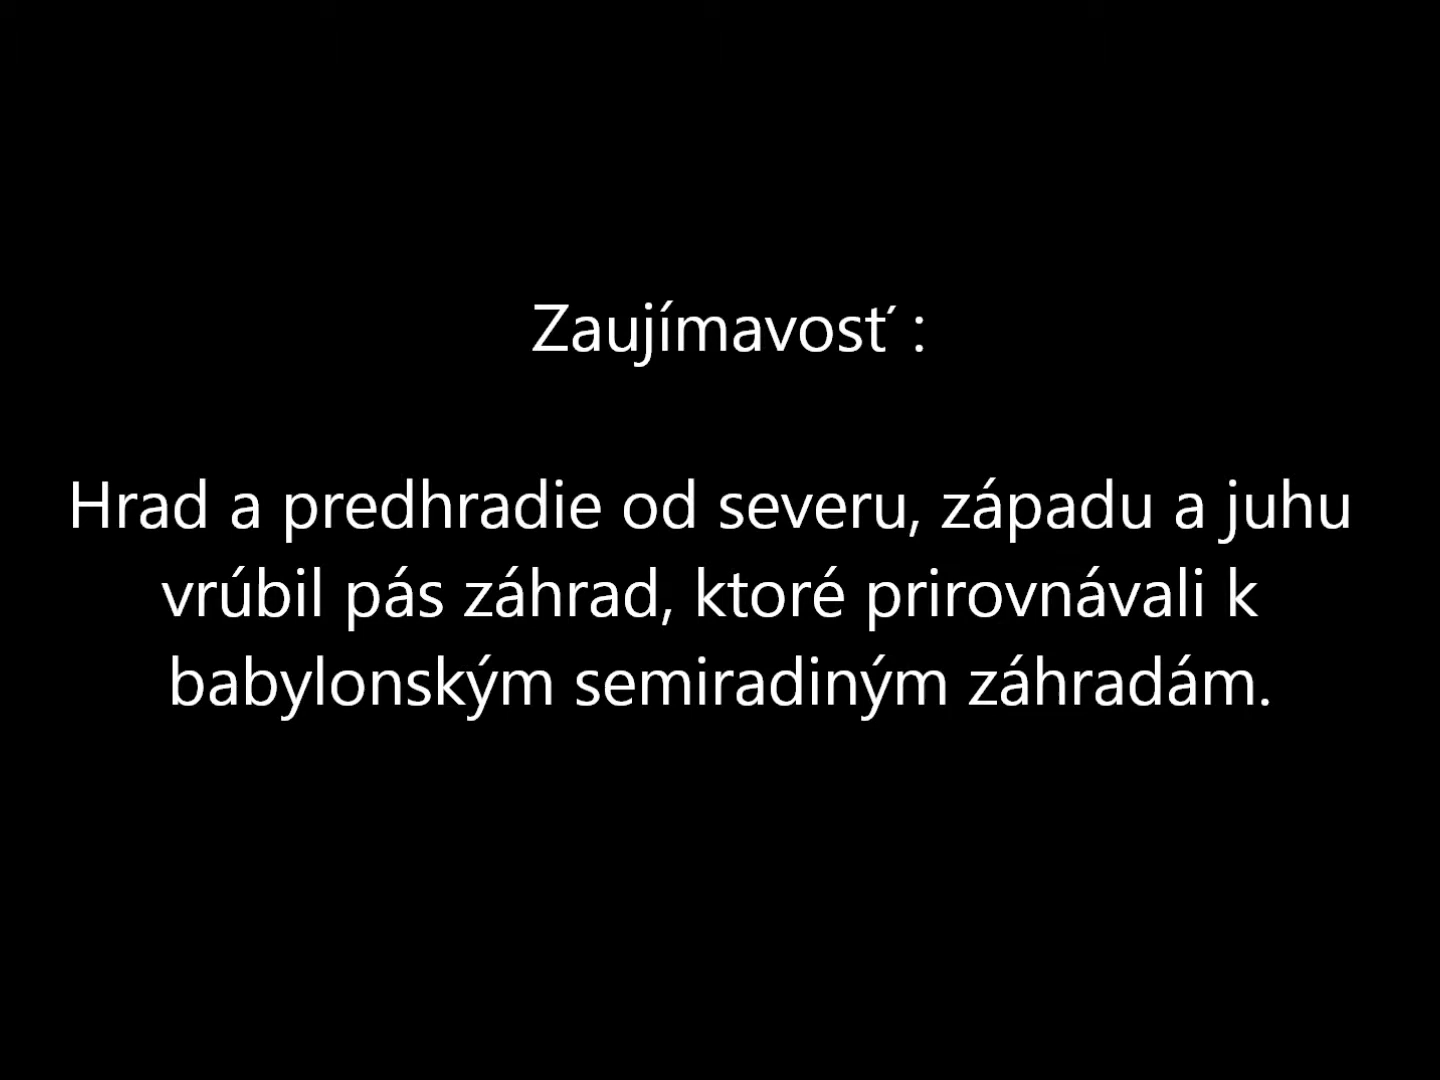 Zaujímavosť :
Hrad a predhradie od severu, západu a juhu
vrúbil pás záhrad, ktoré prirovnávali k
babylonským semiradiným záhradám.